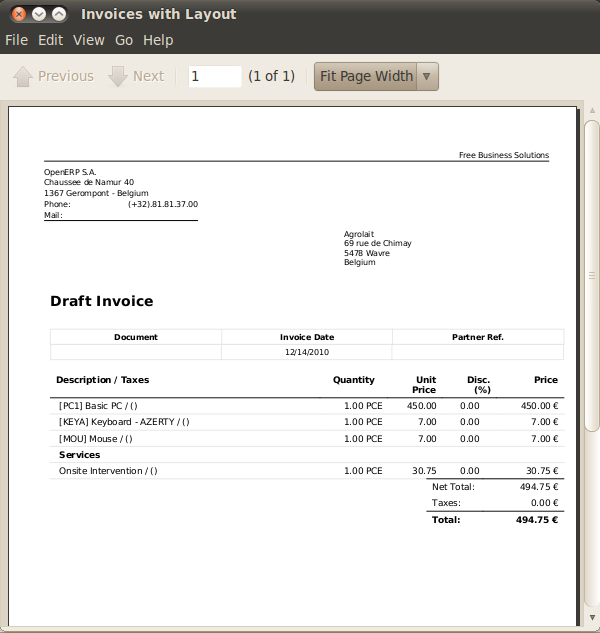 Invoices with Layout
File Edit View Go Help
Previous Next 1 (1 of 1) Fit Page Width
Free Business Solutions
OpenERP S.A.
Chaussee de Namur 40
1367 Gerompont - Belgium
Phone: (+32).81.81.37.00
Mail:
Agrolait
69 rue de Chimay
5478 Wavre
Belgium
Draft Invoice
Document Invoice Date Partner Ref.
12/14/2010
Description / Taxes Quantity Unit Price Disc. (%) Price
[PC1] Basic PC / () 1.00 PCE 450.00 0.00 450.00 €
[KEYA] Keyboard - AZERTY / () 1.00 PCE 7.00 0.00 7.00 €
[MOU] Mouse / () 1.00 PCE 7.00 0.00 7.00 €
Services
Onsite Intervention / () 1.00 PCE 30.75 0.00 30.75 €
Net Total: 494.75 €
Taxes: 0.00 €
Total: 494.75 €